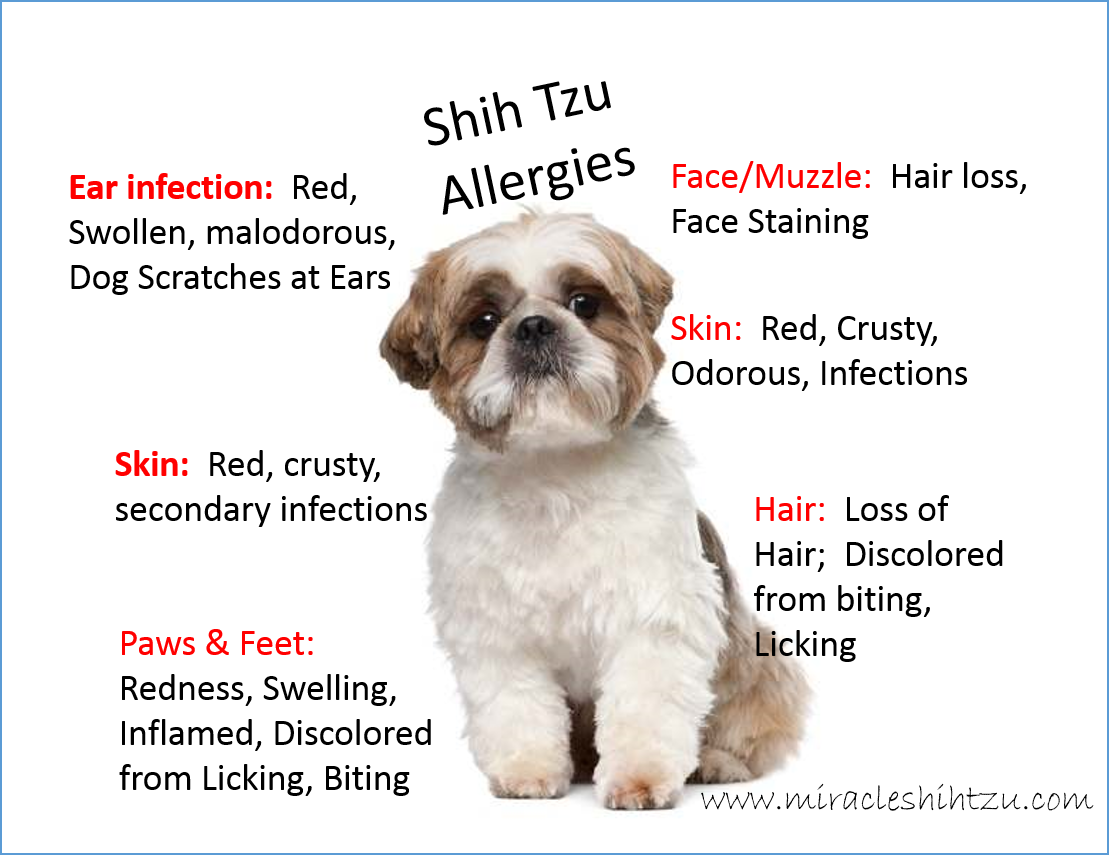 Shih Tzu
Allergies
Ear infection: Red,
Swollen, malodorous,
Dog Scratches at Ears
Face/Muzzle: Hair loss,
Face Staining
Skin: Red, Crusty,
Odorous, Infections
Skin: Red, crusty,
secondary infections
Hair: Loss of
Hair; Discolored
from biting,
Licking
Paws & Feet:
Redness, Swelling,
Inflamed, Discolored
from Licking, Biting
www.miracleshihtzu.com